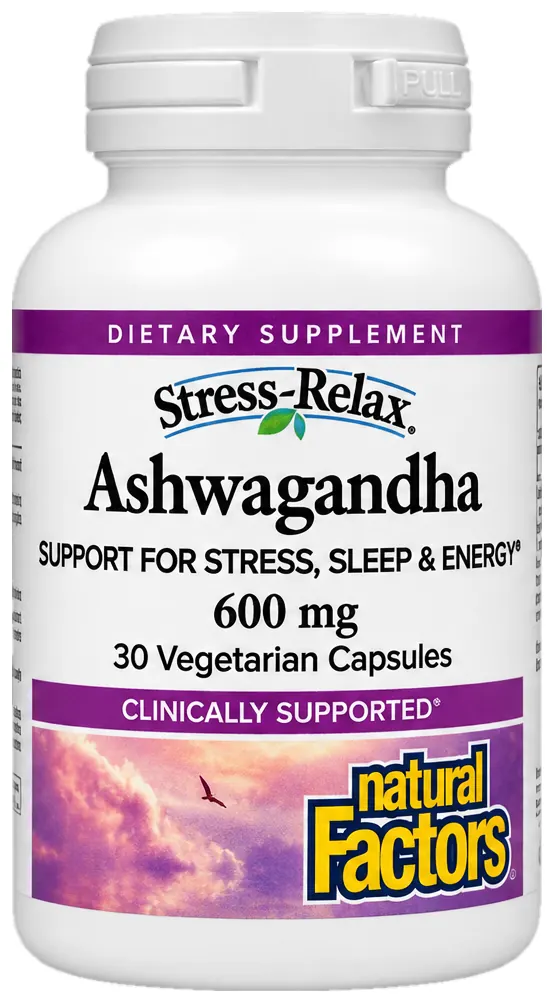 PULL
DIETARY SUPPLEMENT
Stress-Relax®
Ashwagandha
SUPPORT FOR STRESS, SLEEP & ENERGY®
600 mg
30 Vegetarian Capsules
CLINICALLY SUPPORTED®
natural
Factors®